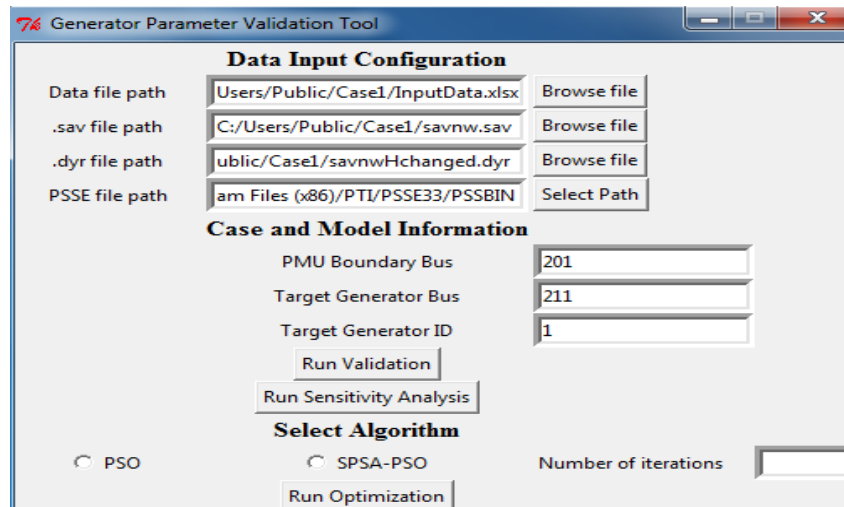 Generator Parameter Validation Tool
Data Input Configuration
Data file path Users/Public/Case1/InputData.xlsx Browse file
.sav file path C:/Users/Public/Case1/savnw.sav Browse file
.dyr file path ublic/Case1/savnwHchanged.dyr Browse file
PSSE file path am Files (x86)/PTI/PSSE33/PSSBIN Select Path
Case and Model Information
PMU Boundary Bus 201
Target Generator Bus 211
Target Generator ID 1
Run Validation
Run Sensitivity Analysis
Select Algorithm
PSO SPSA-PSO Number of iterations
Run Optimization